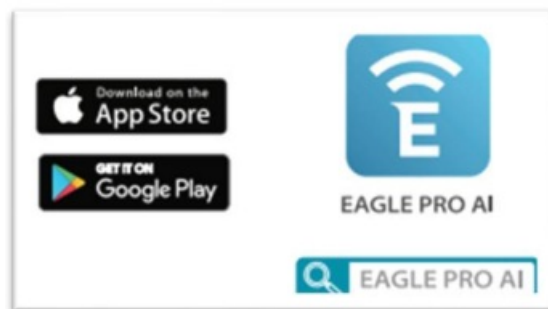 Download on the
App Store
GET IT ON
Google Play
E
EAGLE PRO AI
EAGLE PRO AI